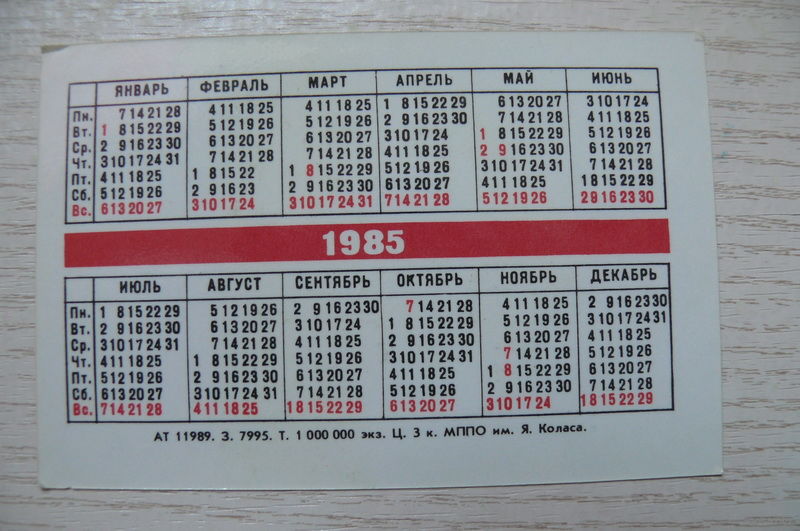 ЯНВАРЬ ФЕВРАЛЬ МАРТ АПРЕЛЬ МАЙ ИЮНЬ
Пн. 7 14 21 28 4 11 18 25 4 11 18 25 1 8 15 22 29 6 13 20 27 3 10 17 24
Вт. 1 8 15 22 29 5 12 19 26 5 12 19 26 2 9 16 23 30 7 14 21 28 4 11 18 25
Ср. 2 9 16 23 30 6 13 20 27 6 13 20 27 3 10 17 24 1 8 15 22 29 5 12 19 26
Чт. 3 10 17 24 31 7 14 21 28 7 14 21 28 4 11 18 25 2 9 16 23 30 6 13 20 27
Пт. 4 11 18 25 1 8 15 22 1 8 15 22 29 5 12 19 26 3 10 17 24 31 7 14 21 28
Сб. 5 12 19 26 2 9 16 23 2 9 16 23 30 6 13 20 27 4 11 18 25 1 8 15 22 29
Вс. 6 13 20 27 3 10 17 24 3 10 17 24 31 7 14 21 28 5 12 19 26 2 9 16 23 30
1985
ИЮЛЬ АВГУСТ СЕНТЯБРЬ ОКТЯБРЬ НОЯБРЬ ДЕКАБРЬ
Пн. 1 8 15 22 29 5 12 19 26 2 9 16 23 30 7 14 21 28 4 11 18 25 2 9 16 23 30
Вт. 2 9 16 23 30 6 13 20 27 3 10 17 24 1 8 15 22 29 5 12 19 26 3 10 17 24 31
Ср. 3 10 17 24 31 7 14 21 28 4 11 18 25 2 9 16 23 30 6 13 20 27 4 11 18 25
Чт. 4 11 18 25 1 8 15 22 29 5 12 19 26 3 10 17 24 31 7 14 21 28 5 12 19 26
Пт. 5 12 19 26 2 9 16 23 30 6 13 20 27 4 11 18 25 1 8 15 22 29 6 13 20 27
Сб. 6 13 20 27 3 10 17 24 31 7 14 21 28 5 12 19 26 2 9 16 23 30 7 14 21 28
Вс. 7 14 21 28 4 11 18 25 1 8 15 22 29 6 13 20 27 3 10 17 24 1 8 15 22 29
АТ 11989. З. 7995. Т. 1 000 000 экз. Ц. 3 к. МППО им. Я. Коласа.